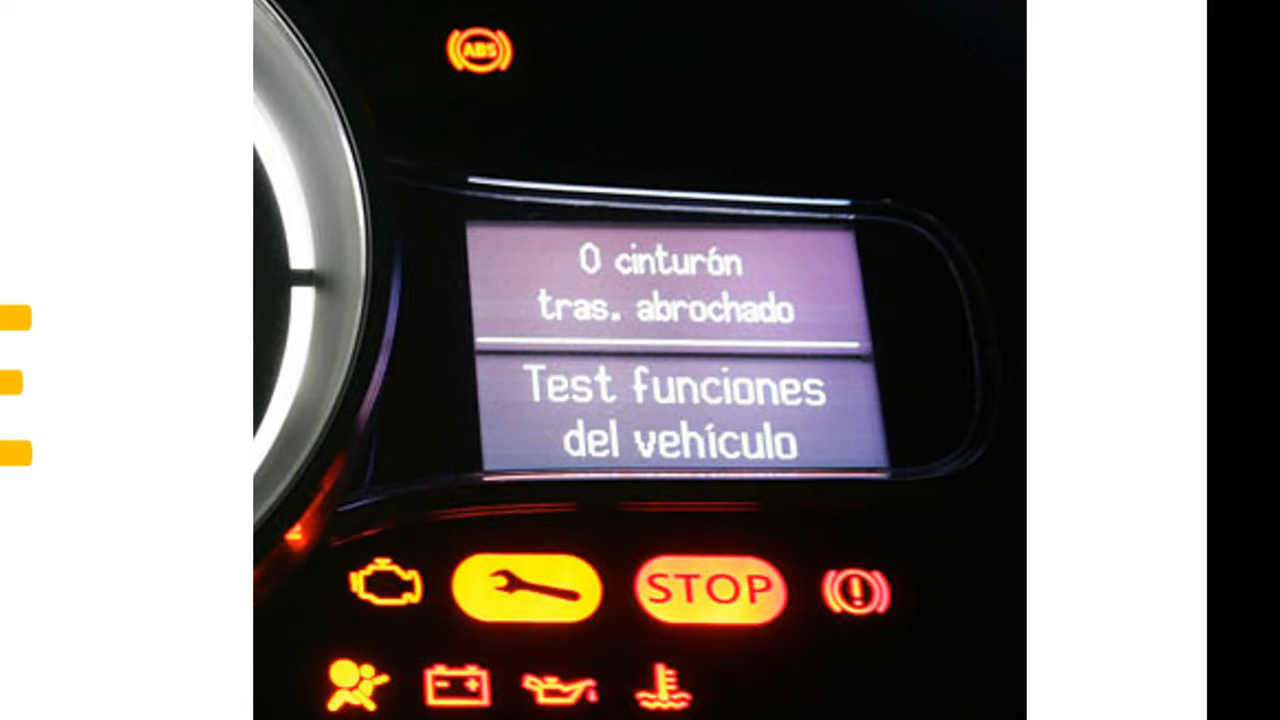 ABS
0 cinturón
tras. abrochado
Test funciones
del vehículo
STOP